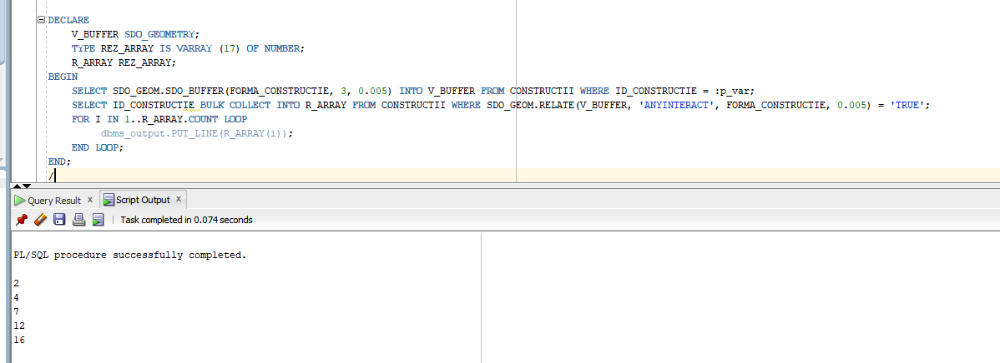 DECLARE
V_BUFFER SDO_GEOMETRY;
TYPE REZ_ARRAY IS VARRAY (17) OF NUMBER;
R_ARRAY REZ_ARRAY;
BEGIN
SELECT SDO_GEOM.SDO_BUFFER(FORMA_CONSTRUCTIE, 3, 0.005) INTO V_BUFFER FROM CONSTRUCTII WHERE ID_CONSTRUCTIE = :p_var;
SELECT ID_CONSTRUCTIE BULK COLLECT INTO R_ARRAY FROM CONSTRUCTII WHERE SDO_GEOM.RELATE(V_BUFFER, 'ANYINTERACT', FORMA_CONSTRUCTIE, 0.005) = 'TRUE';
FOR I IN 1..R_ARRAY.COUNT LOOP
dbms_output.PUT_LINE(R_ARRAY(i));
END LOOP;
END;
/
Query Result x Script Output x
Task completed in 0.074 seconds
PL/SQL procedure successfully completed.
2
4
7
12
16